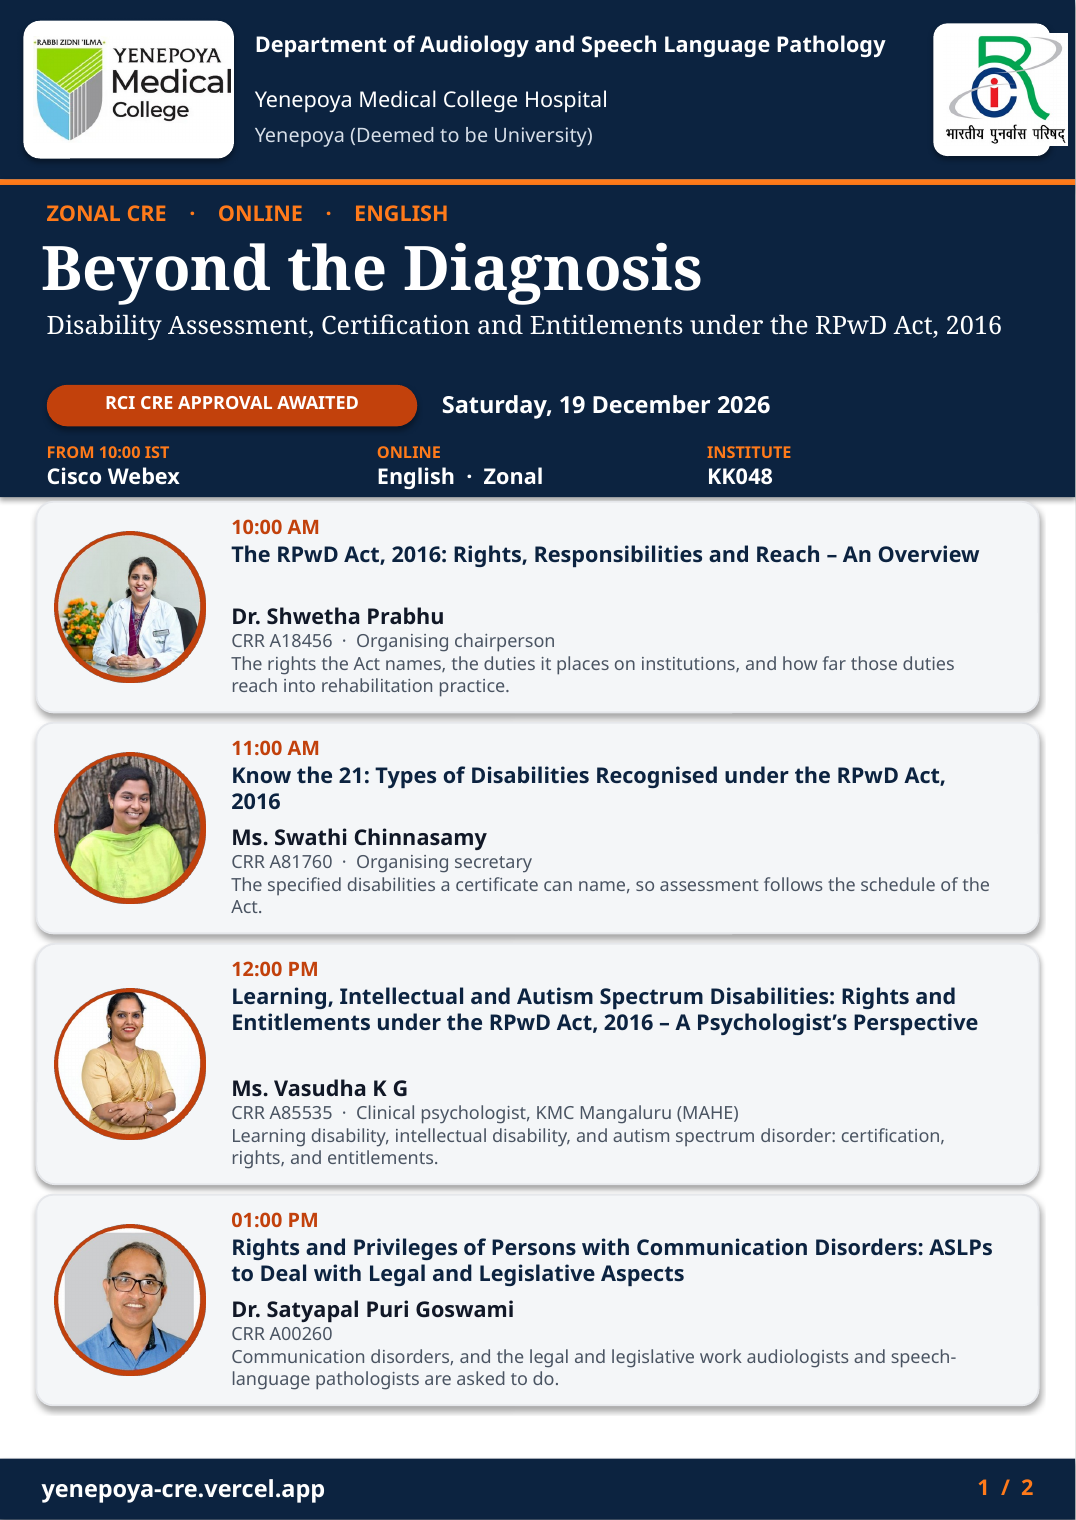 RABBI ZIDNI 'ILMA
YENEPOYA
Medical
College
Department of Audiology and Speech Language Pathology
Yenepoya Medical College Hospital
Yenepoya (Deemed to be University)
भारतीय पुनर्वास परिषद्
ZONAL CRE · ONLINE · ENGLISH
Beyond the Diagnosis
Disability Assessment, Certification and Entitlements under the RPwD Act, 2016
RCI CRE APPROVAL AWAITED
Saturday, 19 December 2026
FROM 10:00 IST
Cisco Webex
ONLINE
English · Zonal
INSTITUTE
KK048
10:00 AM
The RPwD Act, 2016: Rights, Responsibilities and Reach – An Overview
Dr. Shwetha Prabhu
CRR A18456 · Organising chairperson
The rights the Act names, the duties it places on institutions, and how far those duties
reach into rehabilitation practice.
11:00 AM
Know the 21: Types of Disabilities Recognised under the RPwD Act,
2016
Ms. Swathi Chinnasamy
CRR A81760 · Organising secretary
The specified disabilities a certificate can name, so assessment follows the schedule of the
Act.
12:00 PM
Learning, Intellectual and Autism Spectrum Disabilities: Rights and
Entitlements under the RPwD Act, 2016 – A Psychologist’s Perspective
Ms. Vasudha K G
CRR A85535 · Clinical psychologist, KMC Mangaluru (MAHE)
Learning disability, intellectual disability, and autism spectrum disorder: certification,
rights, and entitlements.
01:00 PM
Rights and Privileges of Persons with Communication Disorders: ASLPs
to Deal with Legal and Legislative Aspects
Dr. Satyapal Puri Goswami
CRR A00260
Communication disorders, and the legal and legislative work audiologists and speech-
language pathologists are asked to do.
yenepoya-cre.vercel.app
1 / 2